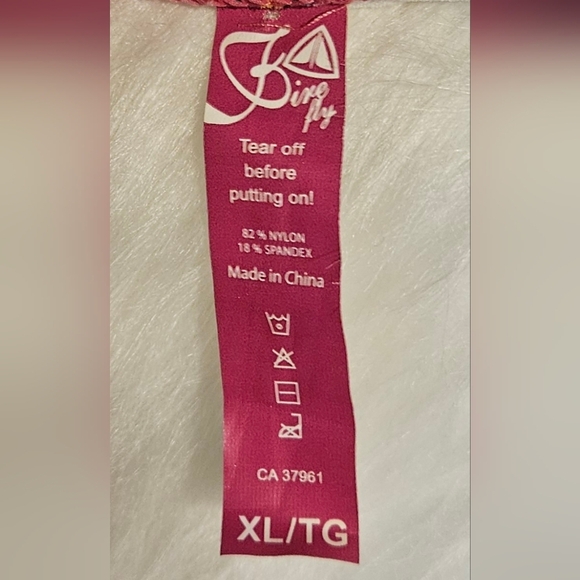 Fire
fly
Tear off
before
putting on!
82 % NYLON
18 % SPANDEX
Made in China
CA 37961
XL/TG